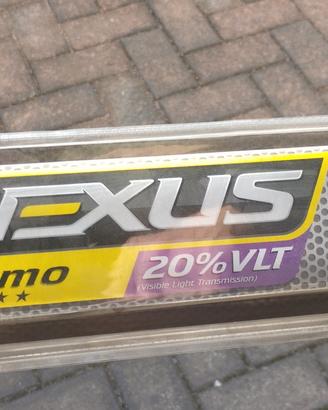 EXUS
mo
20% VLT
(Visible Light Transmission)